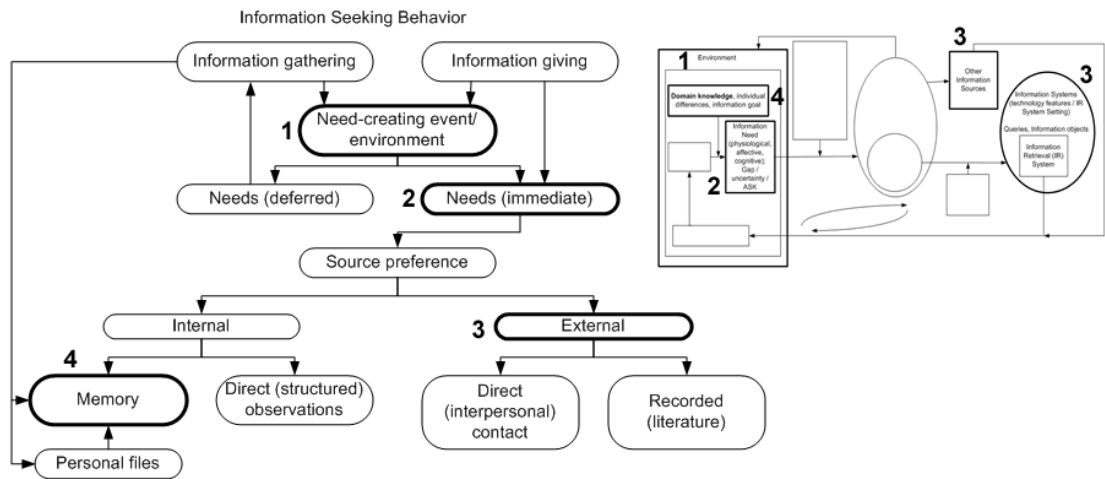 Information Seeking Behavior
Information gathering
Information giving
1
Need-creating event/
environment
Needs (deferred)
2
Needs (immediate)
Source preference
Internal
3
External
4
Memory
Direct (structured)
observations
Direct
(interpersonal)
contact
Recorded
(literature)
Personal files
1
Environment
Domain knowledge, individual
differences, information goal
4
Information
Need
(physiological,
affective,
cognitive);
Gap /
uncertainty /
ASK
2
3
Other
Information
Sources
3
Information Systems
(technology features / IR
System Setting)
Queries, Information objects
Information
Retrieval (IR)
System